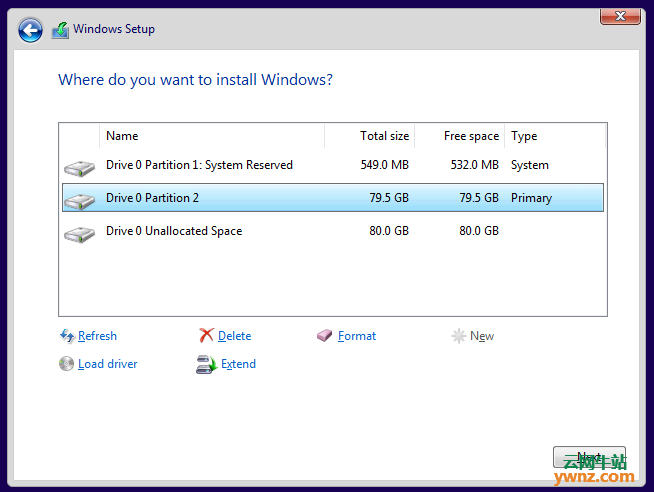 Windows Setup
Where do you want to install Windows?
Name Total size Free space Type
Drive 0 Partition 1: System Reserved 549.0 MB 532.0 MB System
Drive 0 Partition 2 79.5 GB 79.5 GB Primary
Drive 0 Unallocated Space 80.0 GB 80.0 GB
Refresh Delete Format New
Load driver Extend
Next
云网牛站
ywnz.com